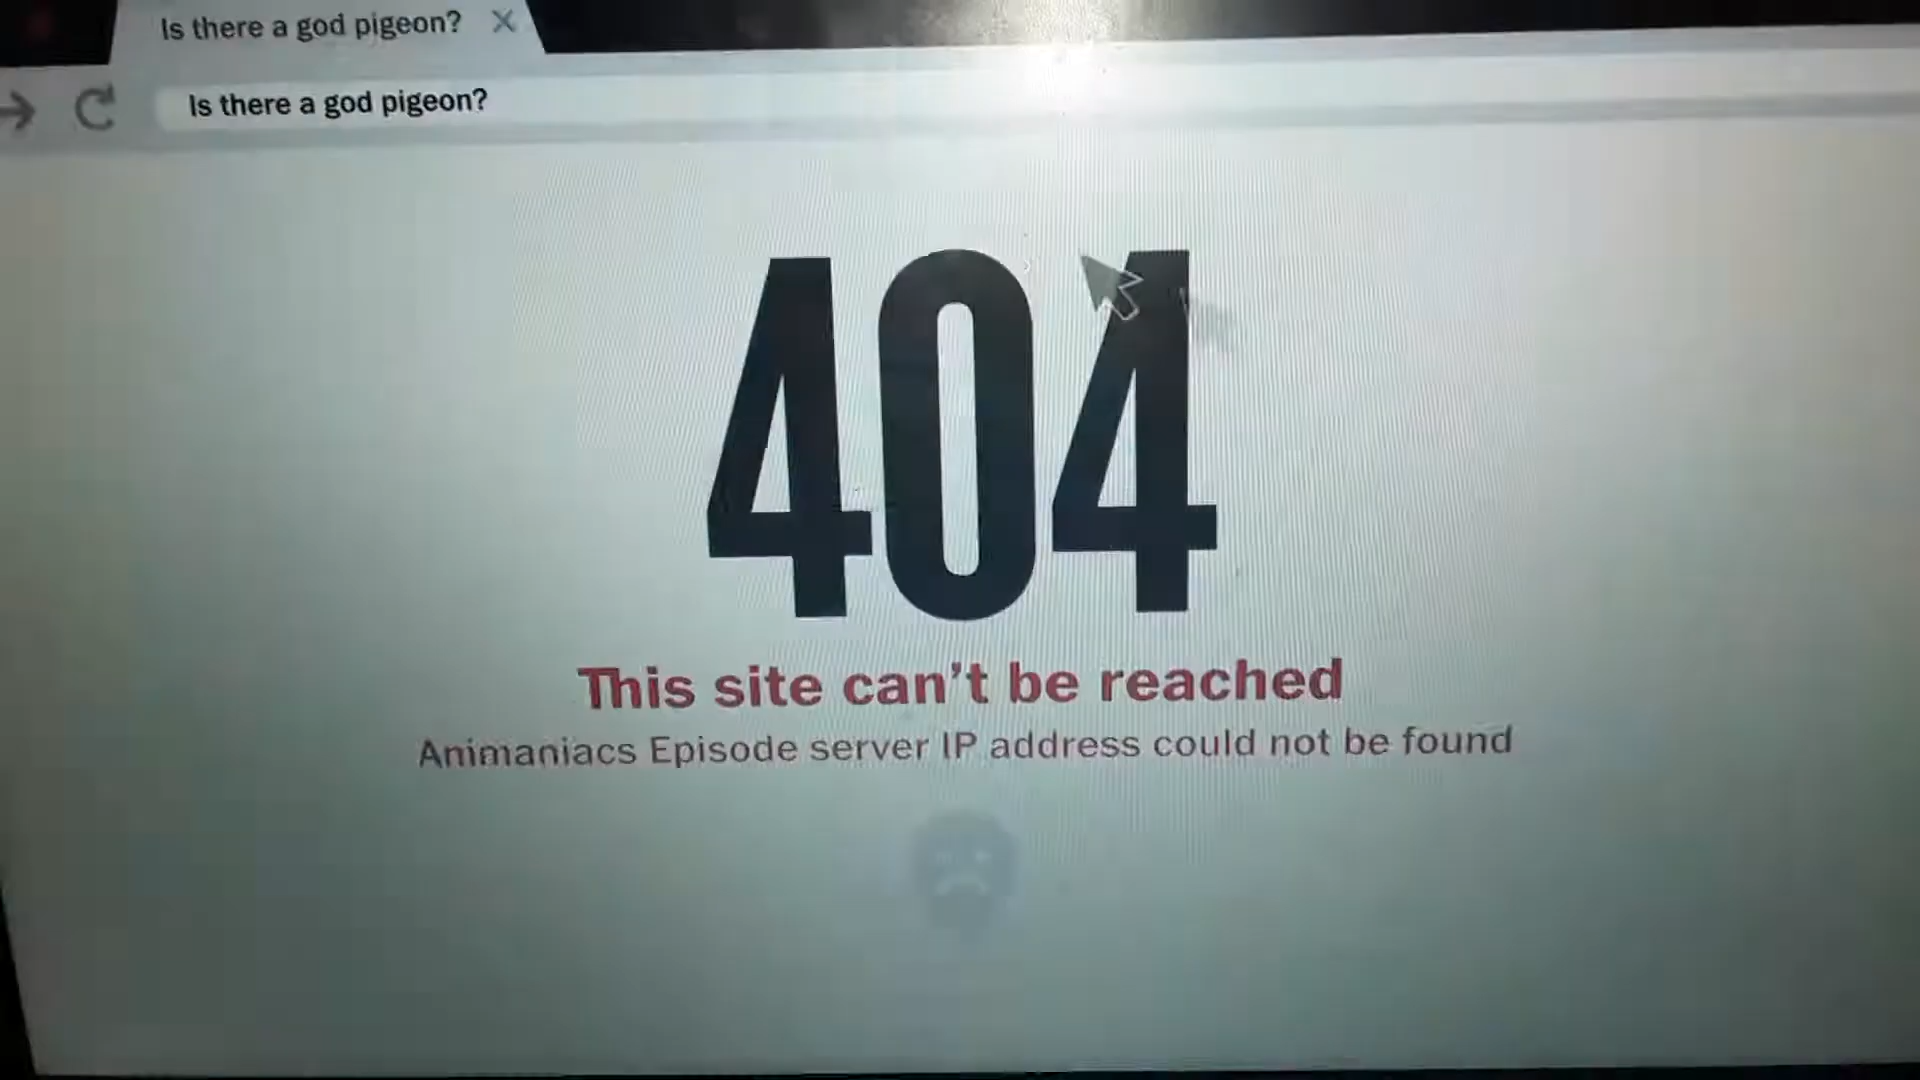 Is there a god pigeon?
Is there a god pigeon?
404
This site can't be reached
Animaniacs Episode server IP address could not be found